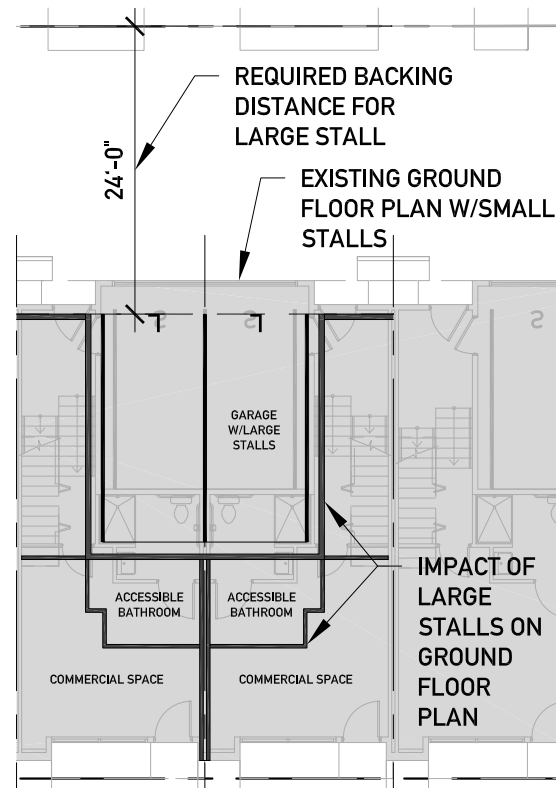 REQUIRED BACKING
DISTANCE FOR
LARGE STALL
24'-0"
EXISTING GROUND
FLOOR PLAN W/SMALL
STALLS
S
S
S
L
L
GARAGE
W/LARGE
STALLS
ACCESSIBLE
BATHROOM
ACCESSIBLE
BATHROOM
IMPACT OF
LARGE
STALLS ON
GROUND
FLOOR
PLAN
COMMERCIAL SPACE
COMMERCIAL SPACE